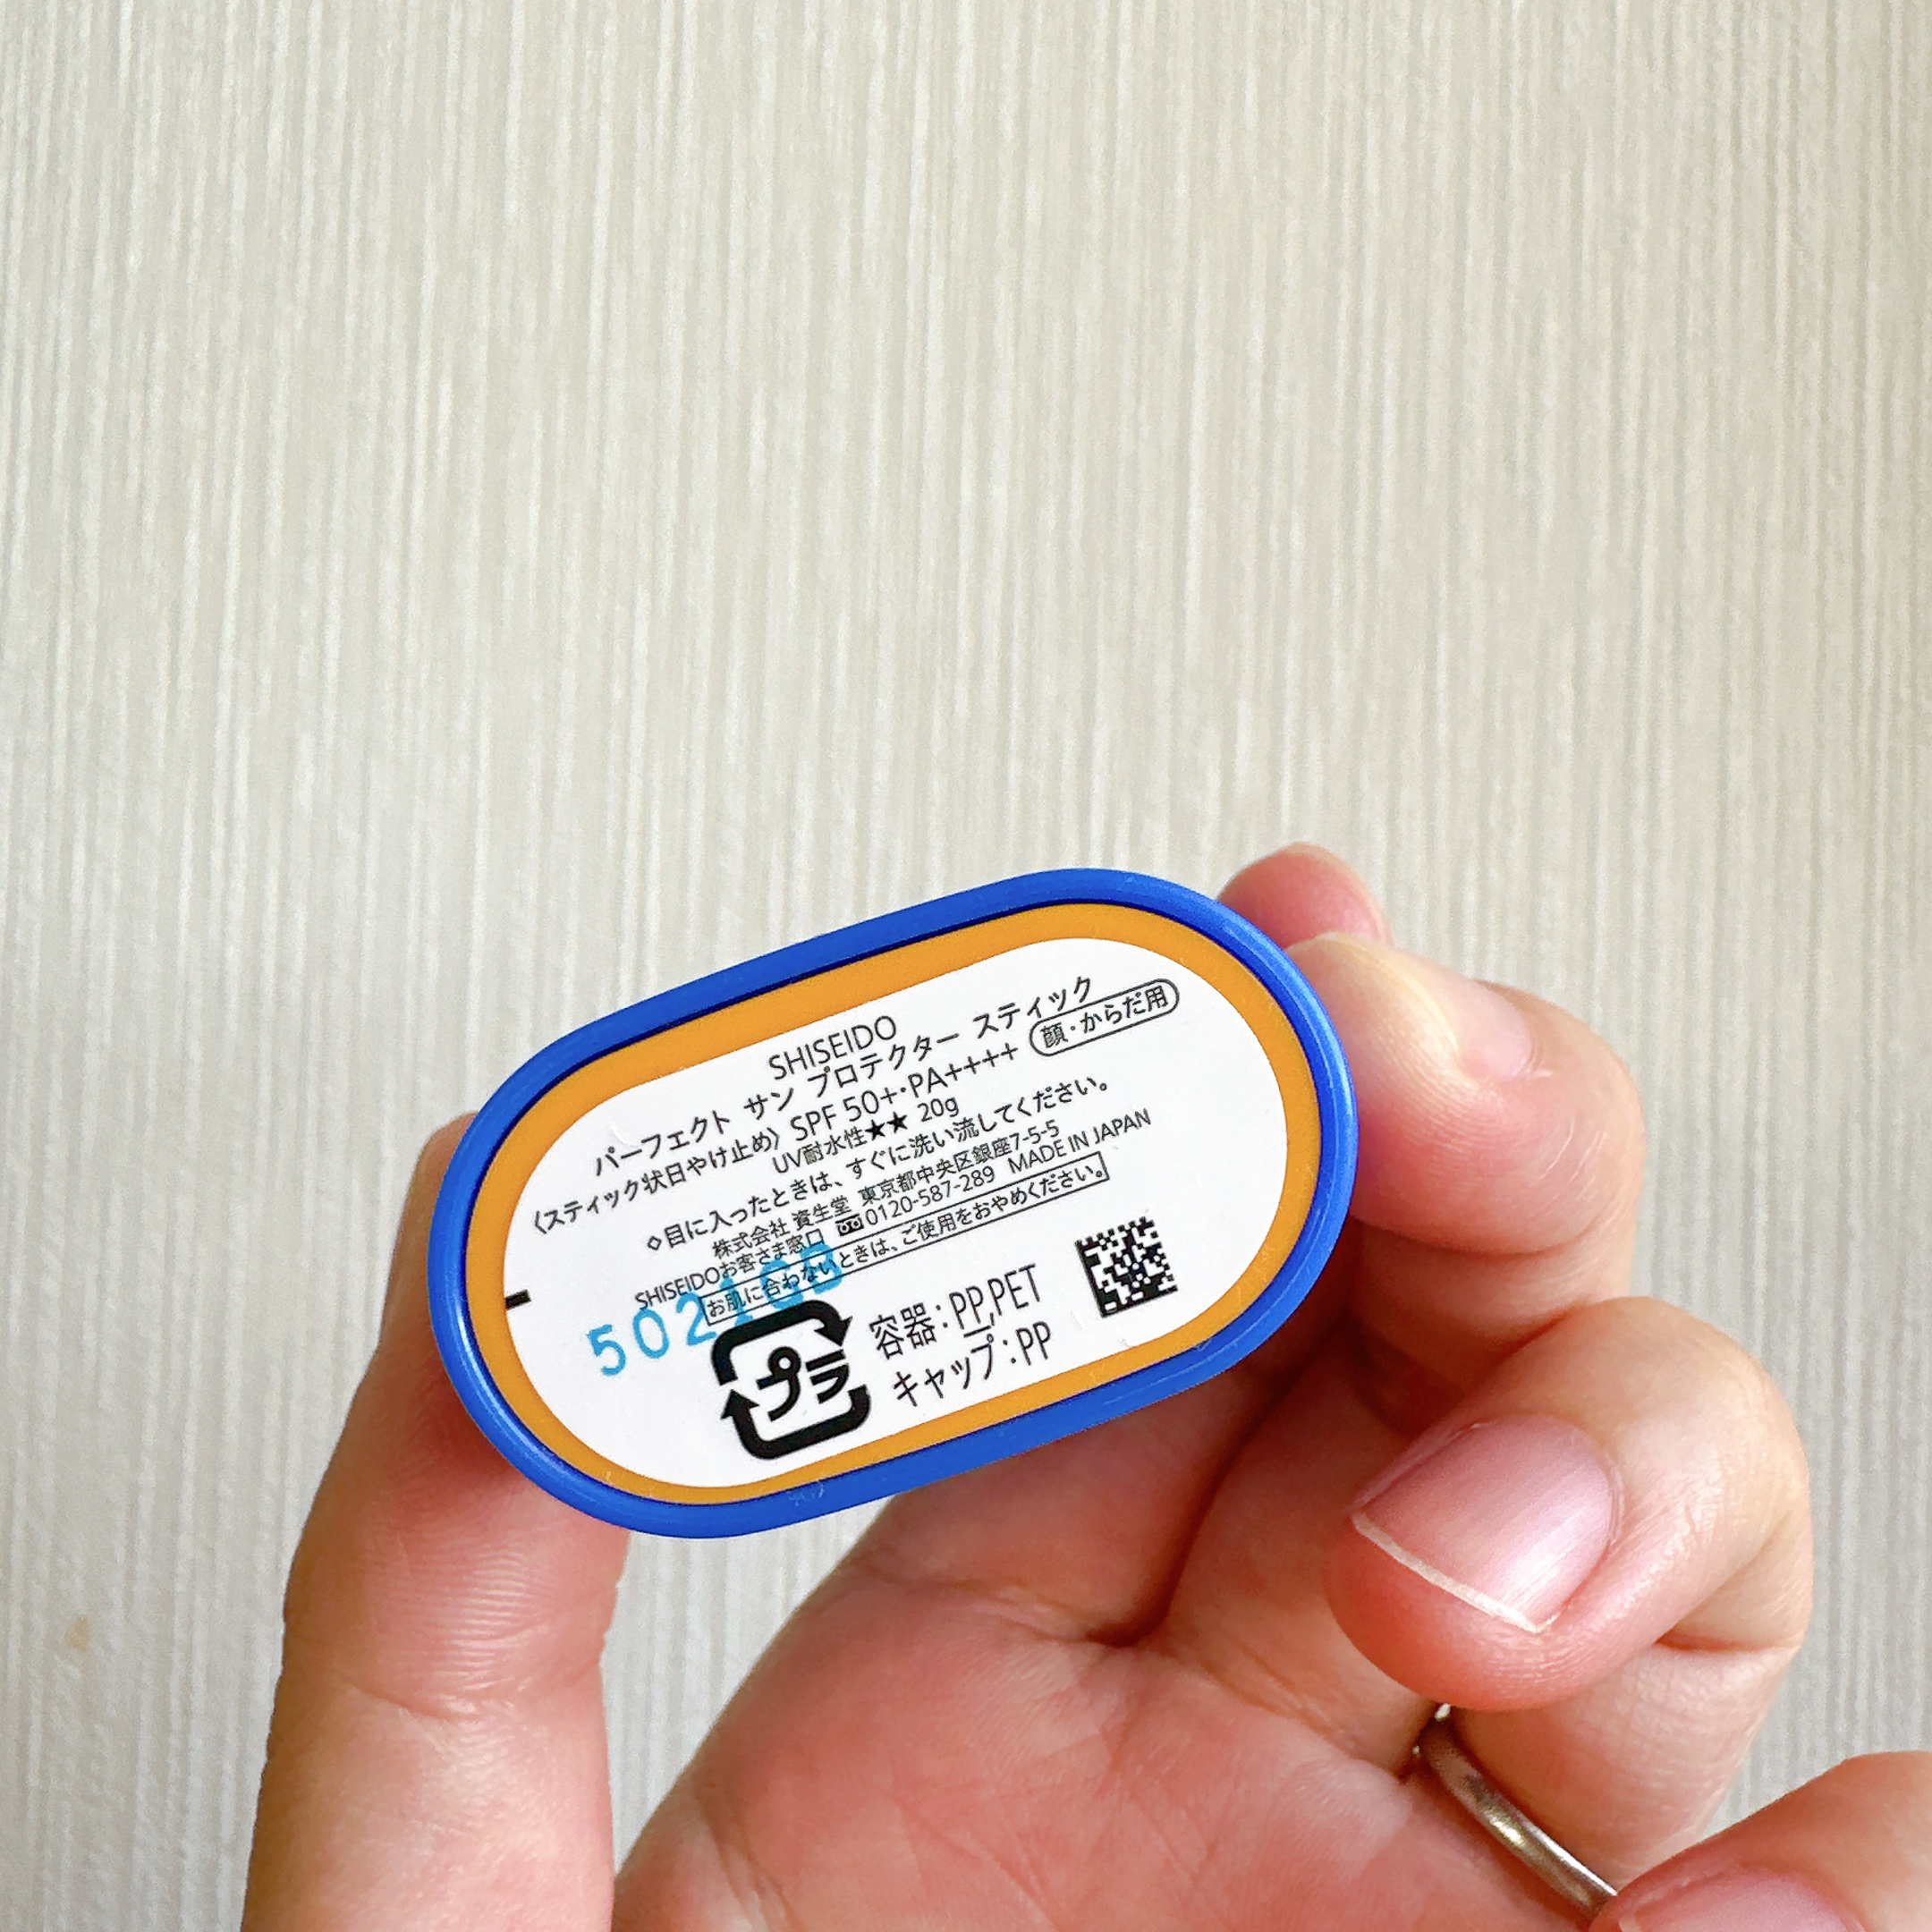 SHISEIDO
パーフェクト サン プロテクター スティック
〈スティック状日やけ止め〉 SPF 50+・PA++++ 顔・からだ用
UV耐水性★★ 20g
◇目に入ったときは、すぐに洗い流してください。
株式会社 資生堂 東京都中央区銀座7-5-5
SHISEIDOお客さま窓口 0120-587-289 MADE IN JAPAN
お肌に合わないときは、ご使用をおやめください。
プラ
容器：PP,PET
キャップ：PP